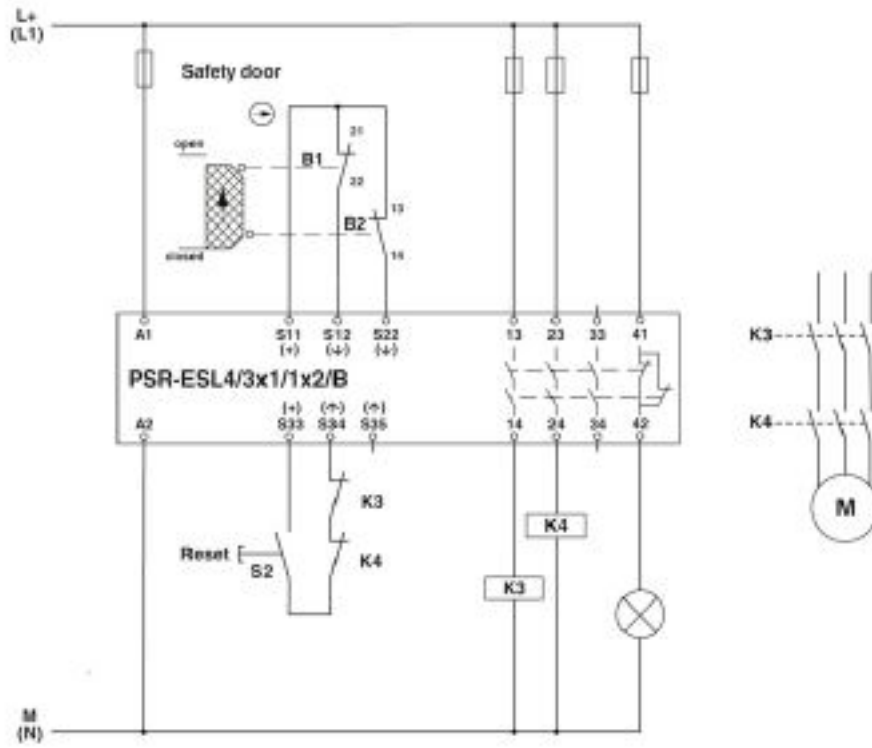 L+
(L1)
Safety door
open
21
B1
22
B2
13
14
closed
A1 S11 S12 S22 13 23 33 41
(+) (↓) (↓)
PSR-ESL4/3x1/1x2/B
(+) (↑) (↑)
A2 S33 S34 S35 14 24 34 42
K3
K4
Reset
S2
K4
K3
K3
K4
M
M
(N)